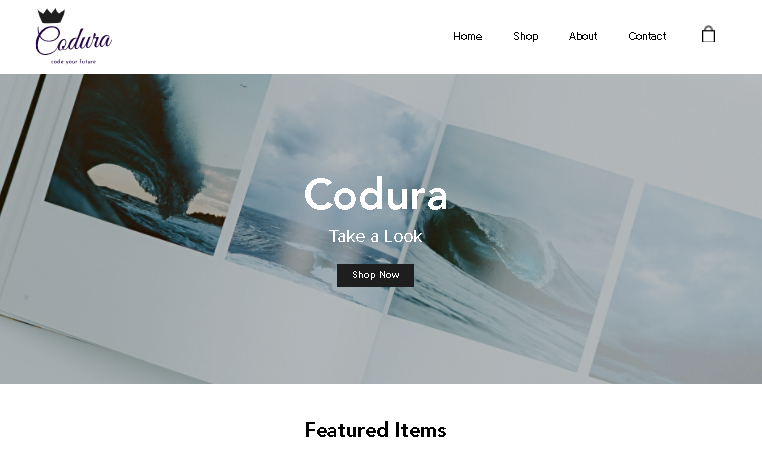 Codura
code your future
Home Shop About Contact
Codura
Take a Look
Shop Now
Featured Items